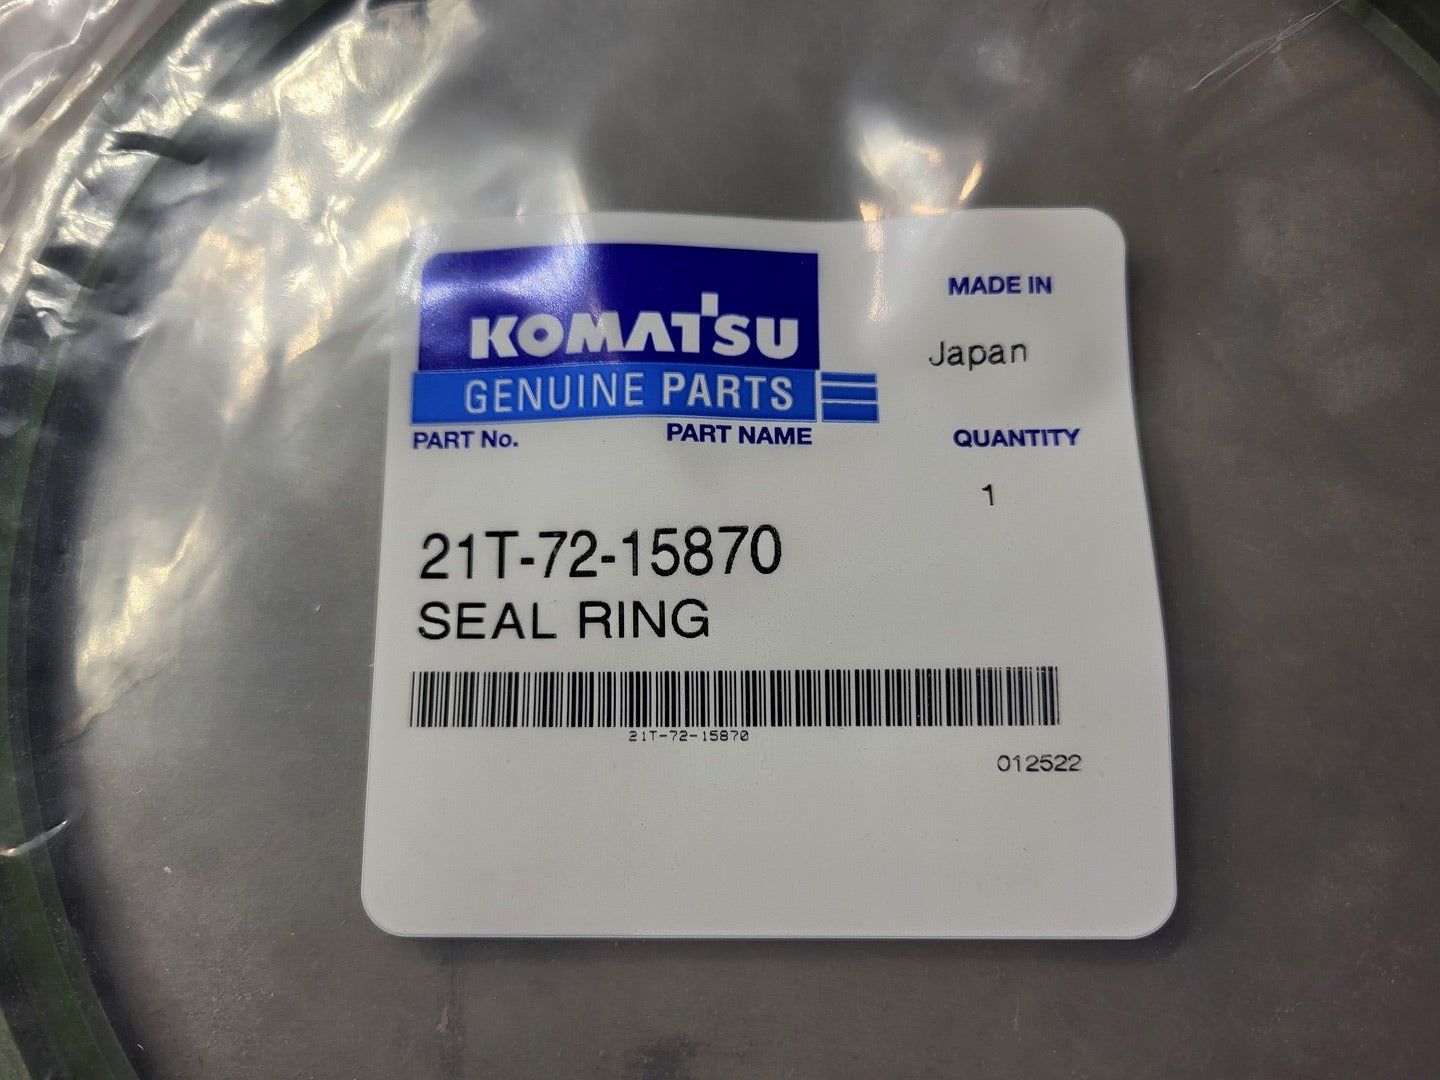 KOMATSU
GENUINE PARTS
MADE IN
Japan
PART No.
PART NAME
QUANTITY
1
21T-72-15870
SEAL RING
21T-72-15870
012522